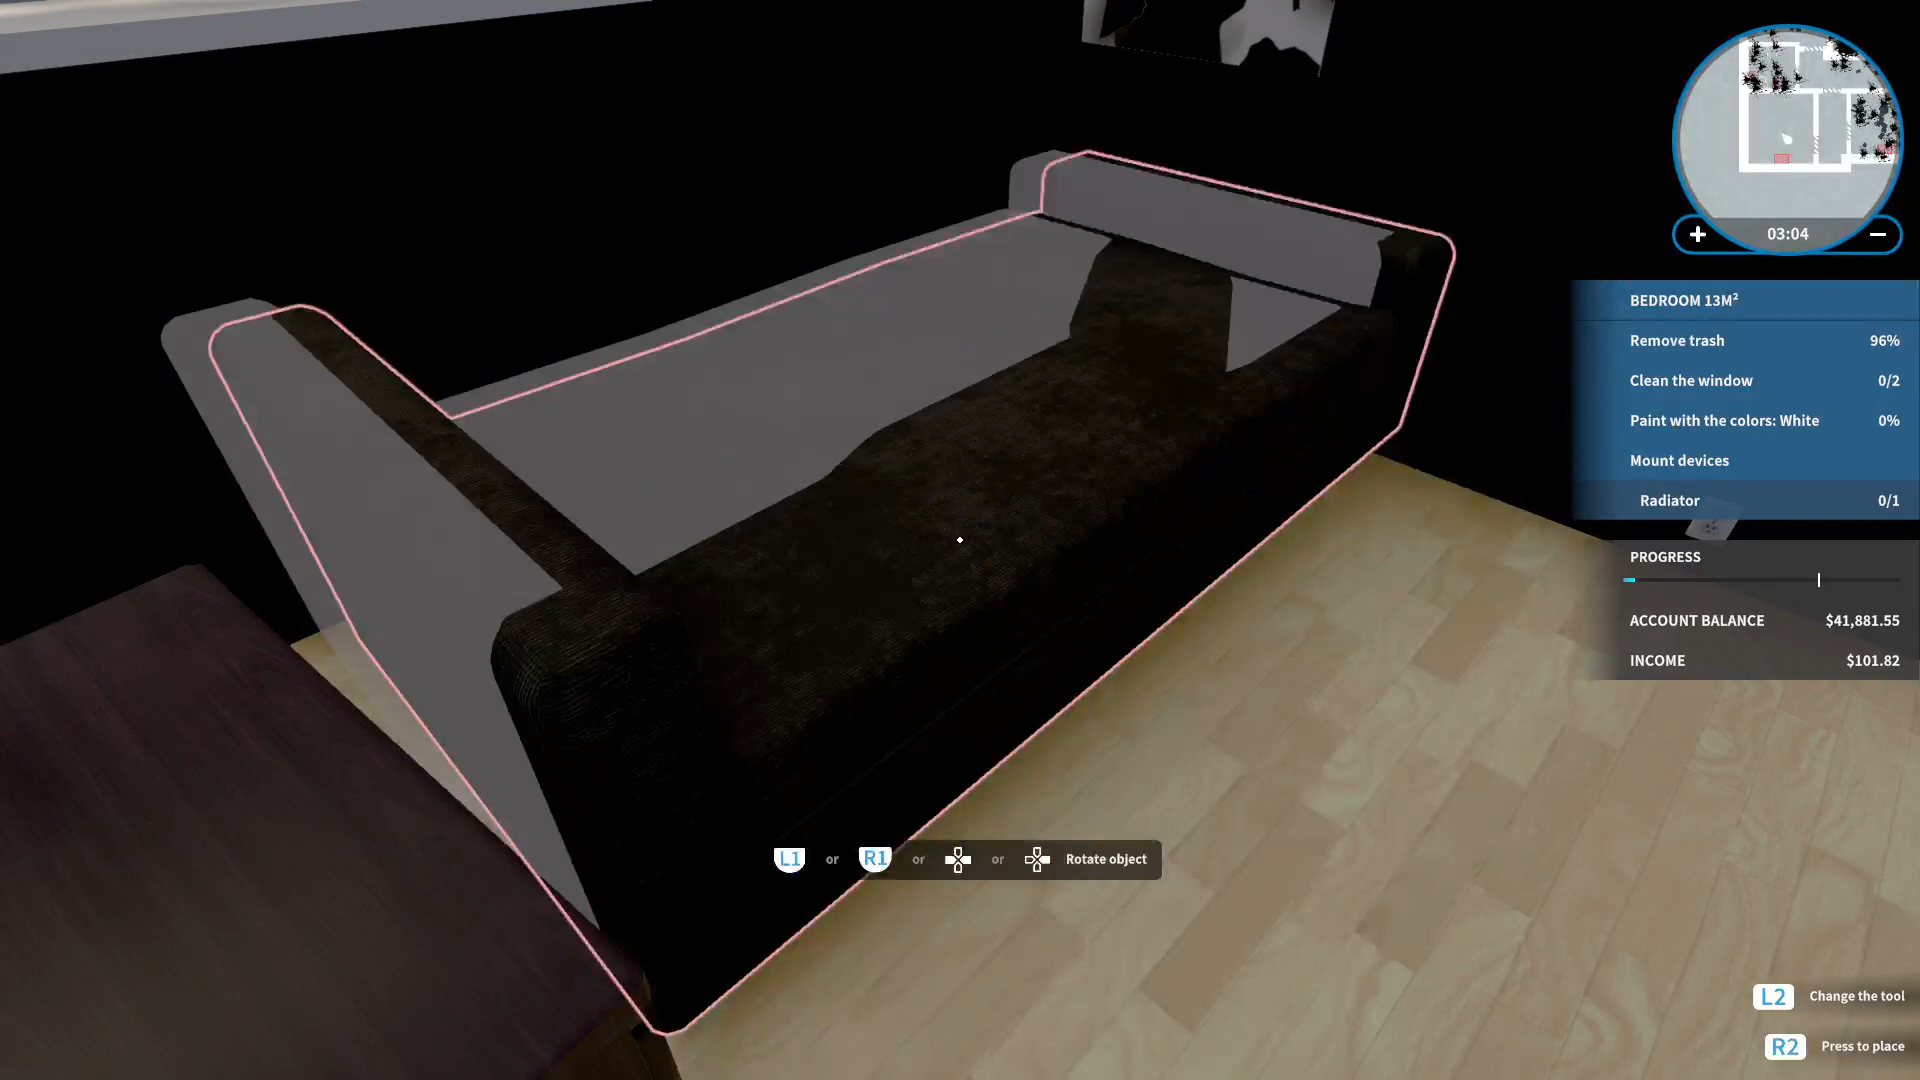 + 03:04 −
BEDROOM 13M²
Remove trash 96%
Clean the window 0/2
Paint with the colors: White 0%
Mount devices
Radiator 0/1
PROGRESS
ACCOUNT BALANCE $41,881.55
INCOME $101.82
L1 or R1 or or Rotate object
L2 Change the tool
R2 Press to place